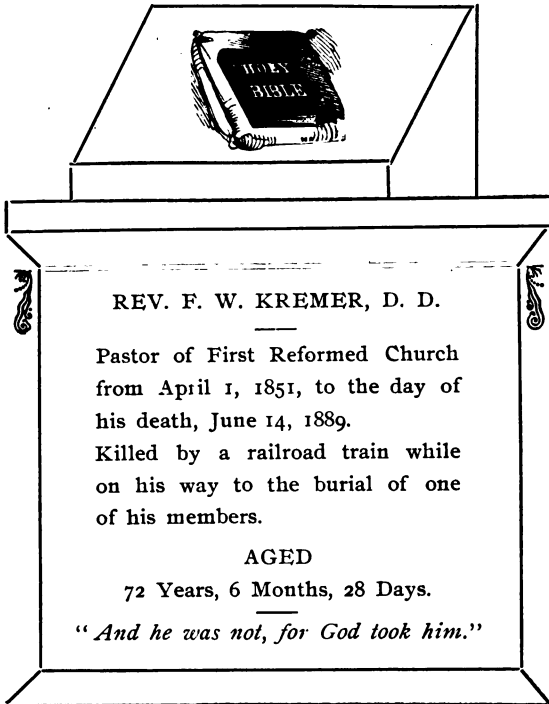 HOLY
BIBLE
REV. F. W. KREMER, D. D.
Pastor of First Reformed Church
from April 1, 1851, to the day of
his death, June 14, 1889.
Killed by a railroad train while
on his way to the burial of one
of his members.
AGED
72 Years, 6 Months, 28 Days.
"And he was not, for God took him."